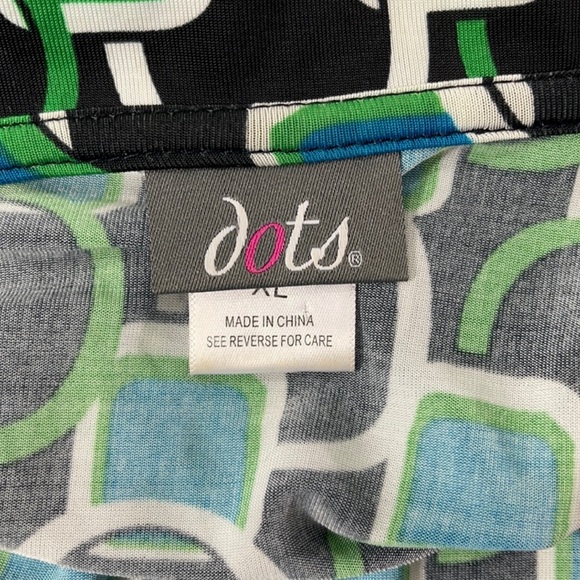 dots®
XL
MADE IN CHINA
SEE REVERSE FOR CARE